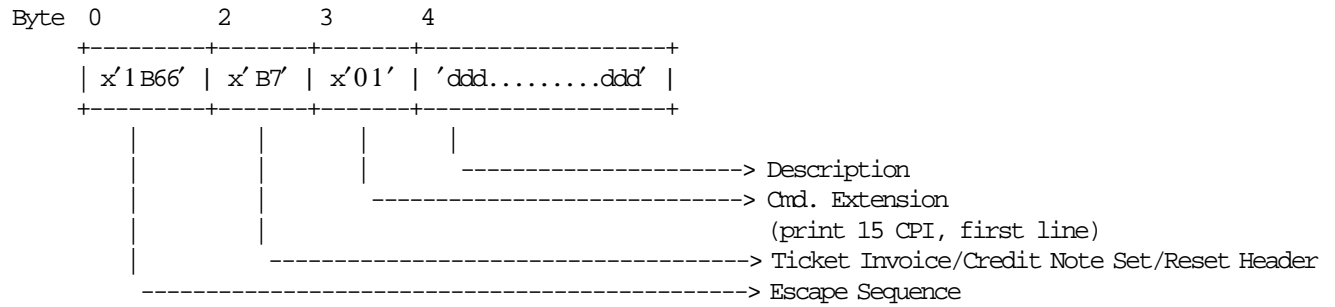 Byte 0 2 3 4
+---------+-------+-------+-------------------+
| x'1B66' | x'B7' | x'01' | 'ddd.........ddd' |
+---------+-------+-------+-------------------+
| | | |
| | | ----------------------> Description
| | -----------------------------> Cmd. Extension
| | (print 15 CPI, first line)
| -------------------------------------> Ticket Invoice/Credit Note Set/Reset Header
-----------------------------------------------> Escape Sequence